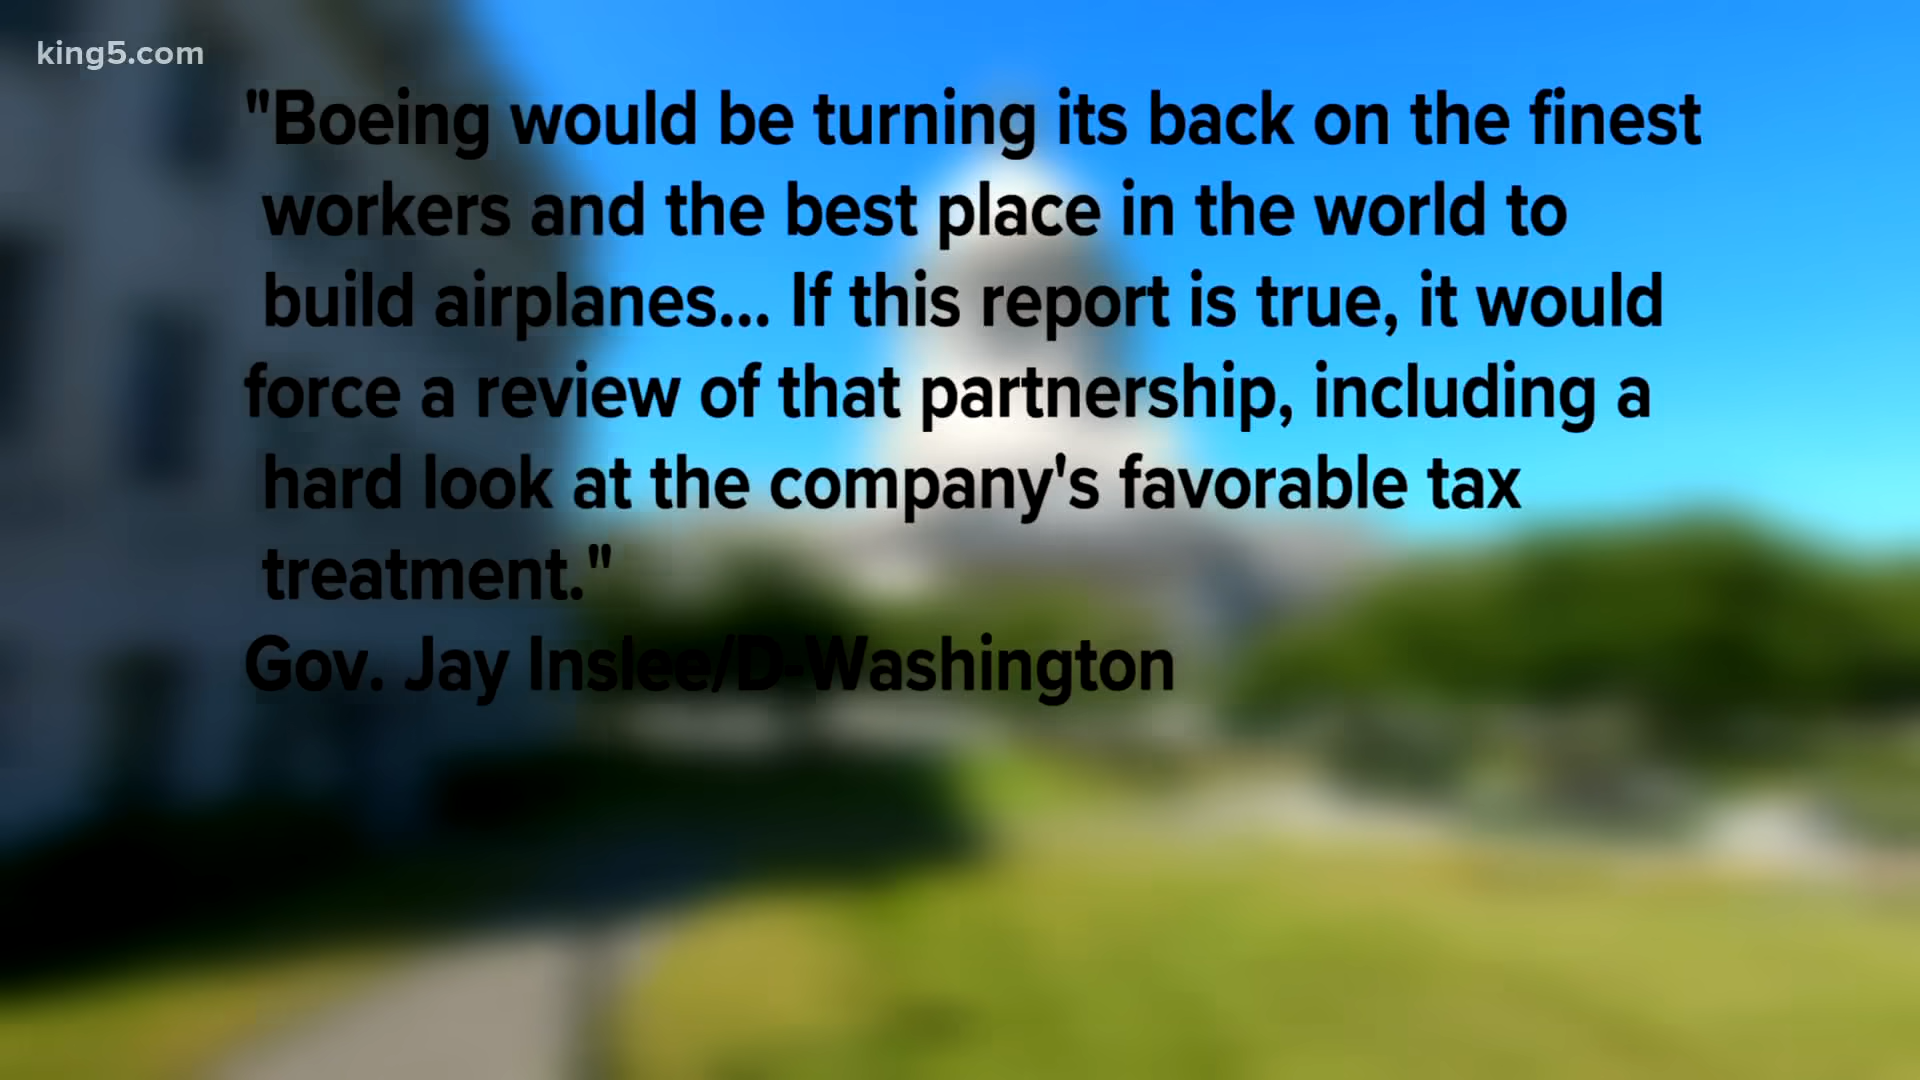 king5.com
"Boeing would be turning its back on the finest
workers and the best place in the world to
build airplanes... If this report is true, it would
force a review of that partnership, including a
hard look at the company's favorable tax
treatment."
Gov. Jay Inslee/D-Washington